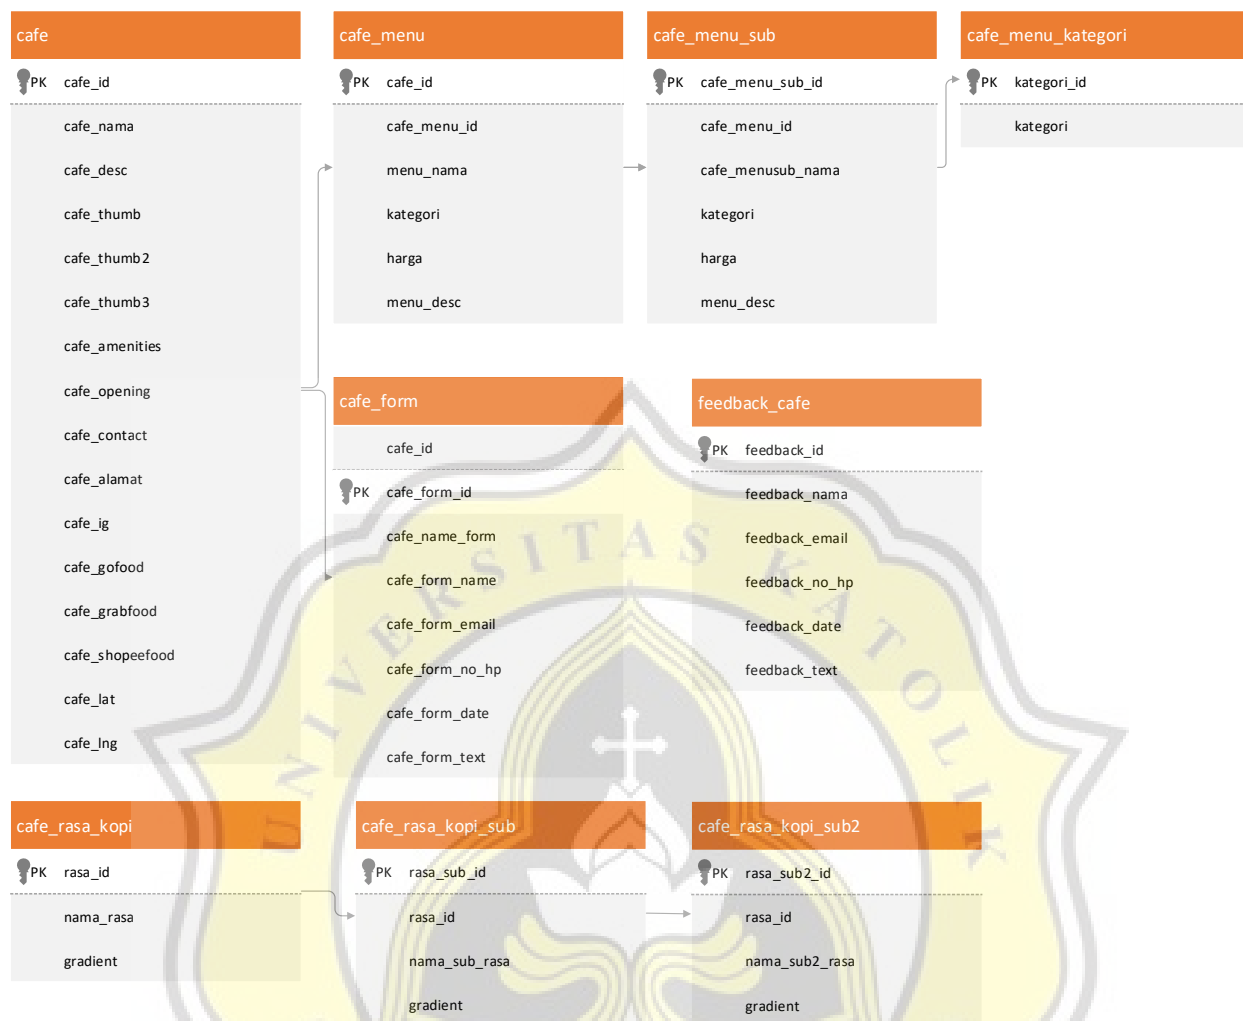 cafe
PK cafe_id
cafe_nama
cafe_desc
cafe_thumb
cafe_thumb2
cafe_thumb3
cafe_amenities
cafe_opening
cafe_contact
cafe_alamat
cafe_ig
cafe_gofood
cafe_grabfood
cafe_shopeefood
cafe_lat
cafe_lng
cafe_menu
PK cafe_id
cafe_menu_id
menu_nama
kategori
harga
menu_desc
cafe_menu_sub
PK cafe_menu_sub_id
cafe_menu_id
cafe_menusub_nama
kategori
harga
menu_desc
cafe_menu_kategori
PK kategori_id
kategori
cafe_form
cafe_id
PK cafe_form_id
cafe_name_form
cafe_form_name
cafe_form_email
cafe_form_no_hp
cafe_form_date
cafe_form_text
feedback_cafe
PK feedback_id
feedback_nama
feedback_email
feedback_no_hp
feedback_date
feedback_text
cafe_rasa_kopi
PK rasa_id
nama_rasa
gradient
cafe_rasa_kopi_sub
PK rasa_sub_id
rasa_id
nama_sub_rasa
gradient
cafe_rasa_kopi_sub2
PK rasa_sub2_id
rasa_id
nama_sub2_rasa
gradient
UNIVERSITAS KATOLIK